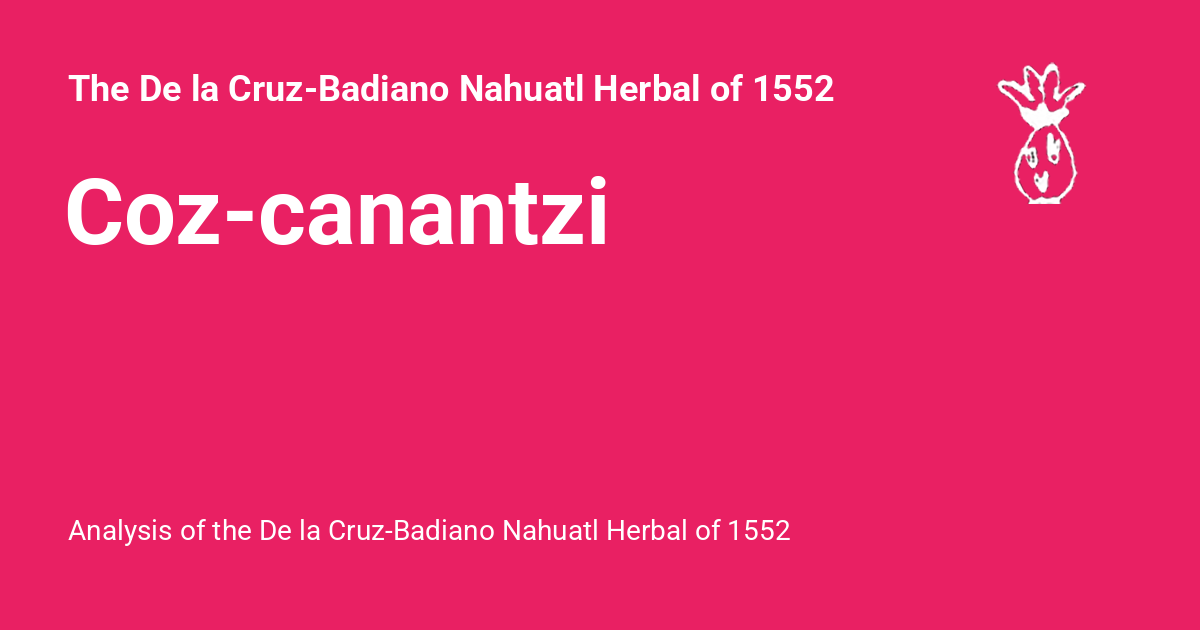 The De la Cruz-Badiano Nahuatl Herbal of 1552
Coz-canantzi
Analysis of the De la Cruz-Badiano Nahuatl Herbal of 1552